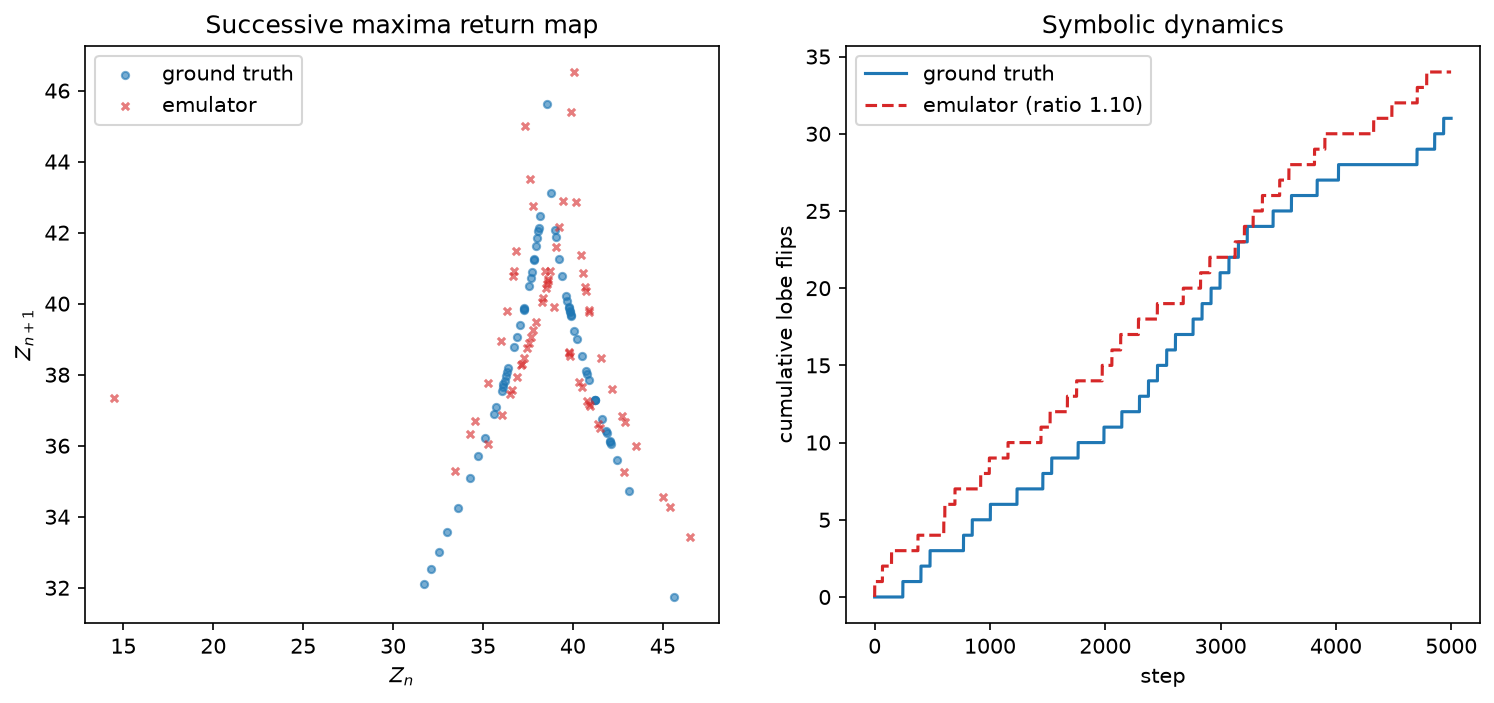 Successive maxima return map
ground truth
emulator
46
44
42
40
38
36
34
32
Z_{n+1}
15
20
25
30
35
40
45
Z_n
Symbolic dynamics
ground truth
emulator (ratio 1.10)
35
30
25
20
15
10
5
0
cumulative lobe flips
0
1000
2000
3000
4000
5000
step